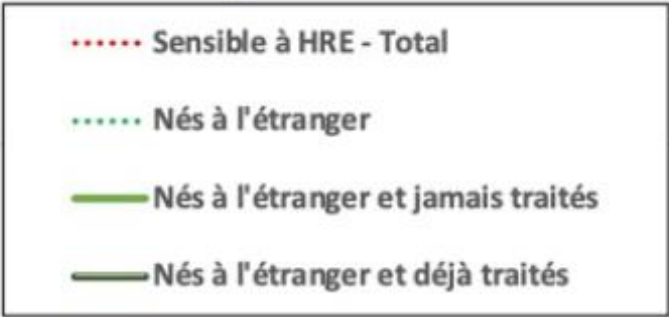 Sensible à HRE - Total
Nés à l'étranger
Nés à l'étranger et jamais traités
Nés à l'étranger et déjà traités